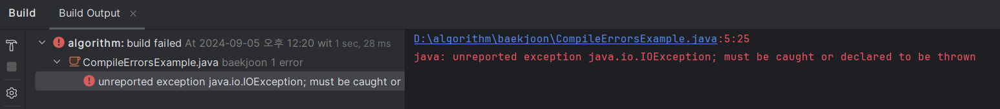 Build
Build Output
algorithm: build failed At 2024-09-05 오후 12:20 wit 1 sec, 28 ms
CompileErrorsExample.java baekjoon 1 error
unreported exception java.io.IOException; must be caught or
D:\algorithm\baekjoon\CompileErrorsExample.java:5:25
java: unreported exception java.io.IOException; must be caught or declared to be thrown